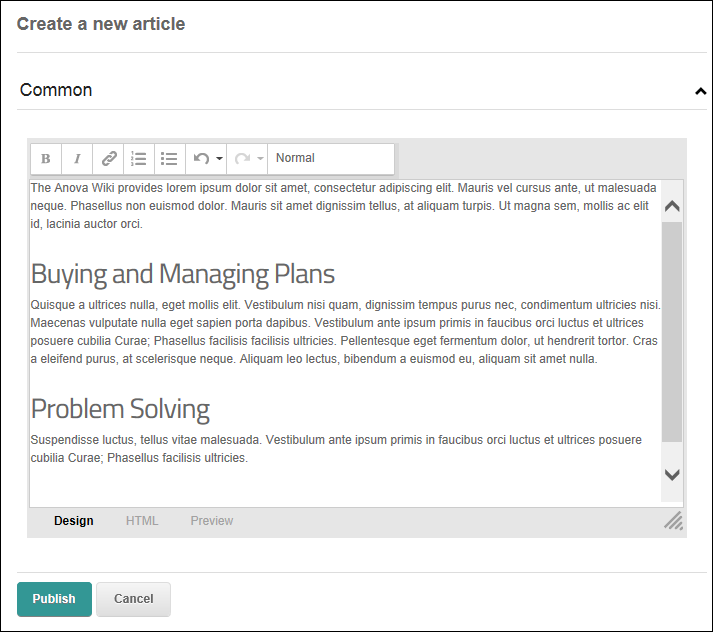 Create a new article
Common
B I Normal
The Anova Wiki provides lorem ipsum dolor sit amet, consectetur adipiscing elit. Mauris vel cursus ante, ut malesuada
neque. Phasellus non euismod dolor. Mauris sit amet dignissim tellus, at aliquam turpis. Ut magna sem, mollis ac elit
id, lacinia auctor orci.
Buying and Managing Plans
Quisque a ultrices nulla, eget mollis elit. Vestibulum nisi quam, dignissim tempus purus nec, condimentum ultricies nisi.
Maecenas vulputate nulla eget sapien porta dapibus. Vestibulum ante ipsum primis in faucibus orci luctus et ultrices
posuere cubilia Curae; Phasellus facilisis facilisis ultricies. Pellentesque eget fermentum dolor, ut hendrerit tortor. Cras
a eleifend purus, at scelerisque neque. Aliquam leo lectus, bibendum a euismod eu, aliquam sit amet nulla.
Problem Solving
Suspendisse luctus, tellus vitae malesuada. Vestibulum ante ipsum primis in faucibus orci luctus et ultrices posuere
cubilia Curae; Phasellus facilisis ultricies.
Design HTML Preview
Publish Cancel